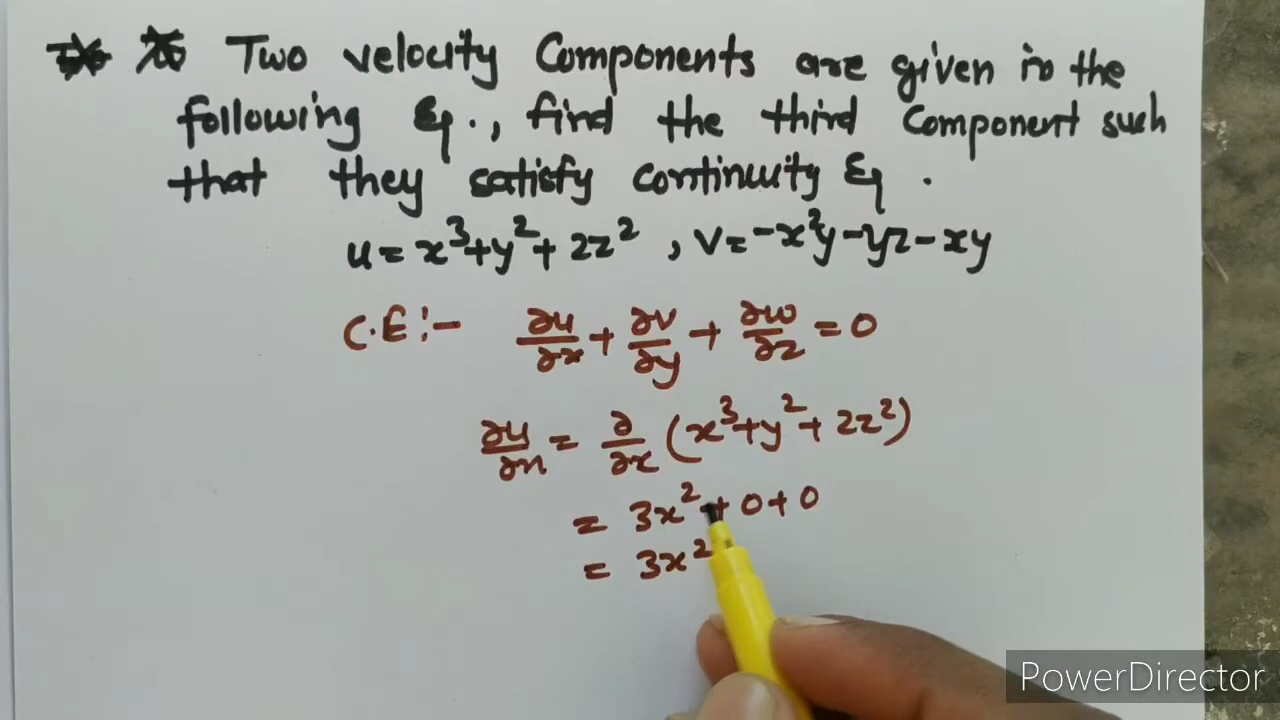 Two velocity Components are given in the
following Eq., find the third Component such
that they satisfy continuity Eq.
u = x³+y²+2z², v = -x²y-yz-xy
C.E:- ∂u/∂x + ∂v/∂y + ∂w/∂z = 0
∂u/∂x = ∂/∂x (x³+y²+2z²)
= 3x²+0+0
= 3x²
PowerDirector